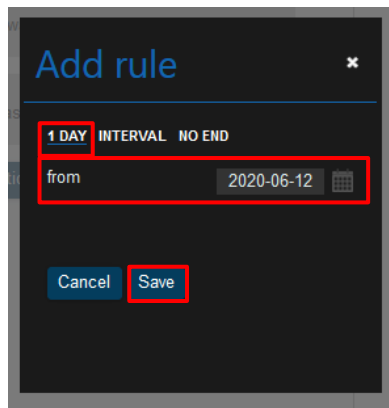 Add rule ×
1 DAY INTERVAL NO END
from 2020-06-12
Cancel Save